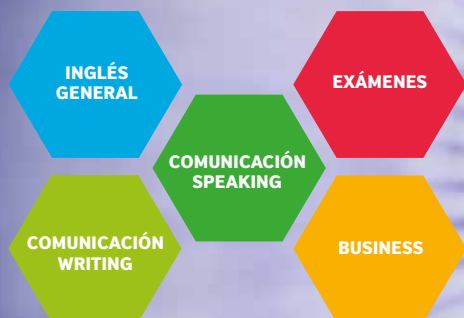 INGLÉS
GENERAL
EXÁMENES
COMUNICACIÓN
SPEAKING
COMUNICACIÓN
WRITING
BUSINESS